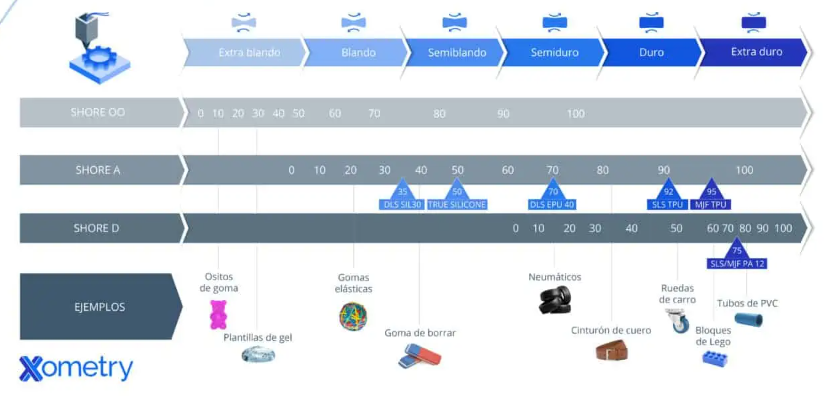 Extra blando
Blando
Semiblando
Semiduro
Duro
Extra duro
SHORE OO
0 10 20 30 40 50 60 70 80 90 100
SHORE A
0 10 20 30 40 50 60 70 80 90 100
35
DLS SIL30
50
TRUE SILICONE
70
DLS EPU 40
92
SLS TPU
95
MJF TPU
SHORE D
0 10 20 30 40 50 60 70 80 90 100
75
SLS/MJF PA 12
EJEMPLOS
Ositos
de goma
Plantillas de gel
Gomas
elásticas
Goma de borrar
Neumáticos
Cinturón de cuero
Ruedas
de carro
Bloques
de Lego
Tubos de PVC
Xometry